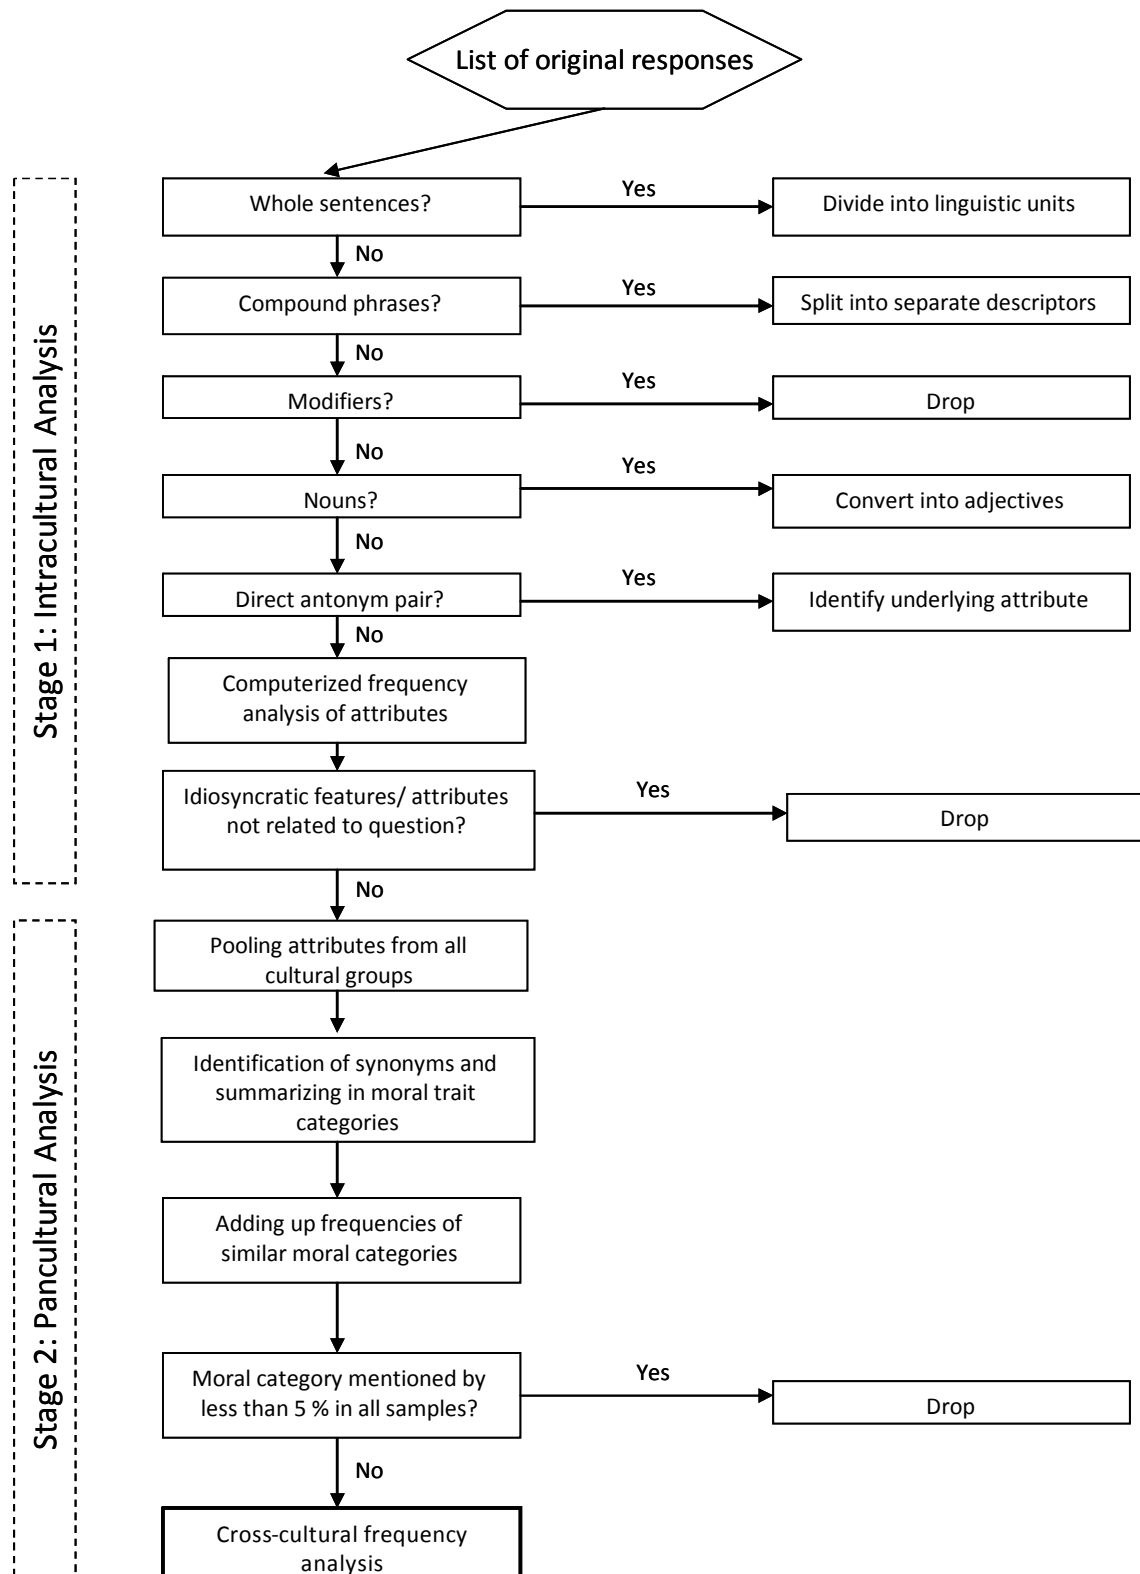 List of original responses
Stage 1: Intracultural Analysis
Whole sentences?
Yes
Divide into linguistic units
No
Compound phrases?
Yes
Split into separate descriptors
No
Modifiers?
Yes
Drop
No
Nouns?
Yes
Convert into adjectives
No
Direct antonym pair?
Yes
Identify underlying attribute
No
Computerized frequency
analysis of attributes
Idiosyncratic features/ attributes
not related to question?
Yes
Drop
No
Stage 2: Pancultural Analysis
Pooling attributes from all
cultural groups
Identification of synonyms and
summarizing in moral trait
categories
Adding up frequencies of
similar moral categories
Moral category mentioned by
less than 5 % in all samples?
Yes
Drop
No
Cross-cultural frequency
analysis